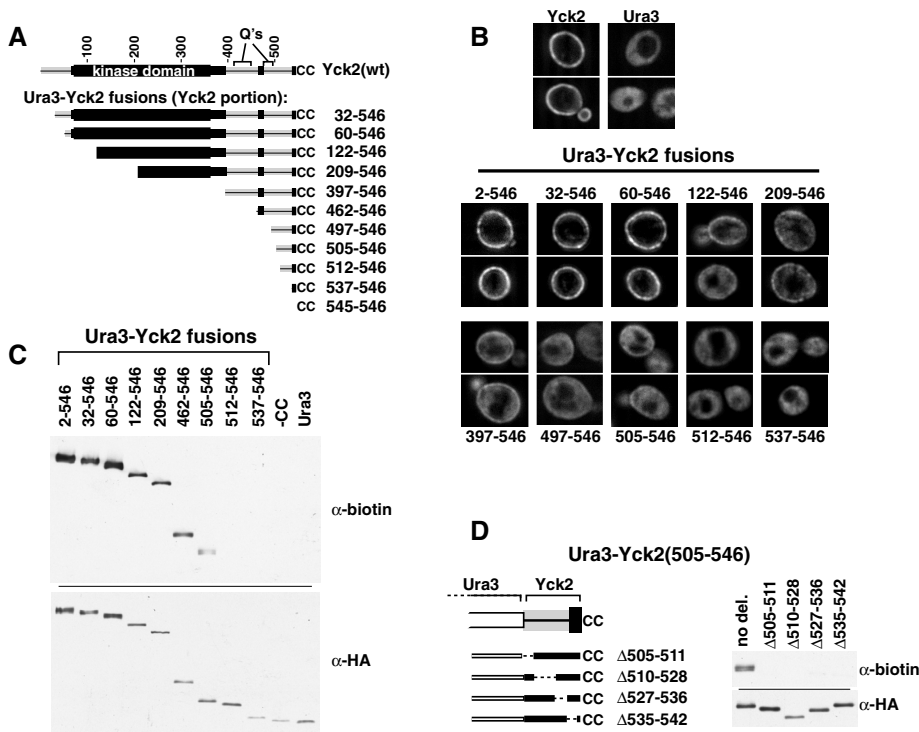 A
Q's
-100
-200
-300
-400
-500
kinase domain
CC Yck2(wt)
Ura3-Yck2 fusions (Yck2 portion):
CC 32-546
CC 60-546
CC 122-546
CC 209-546
CC 397-546
CC 462-546
CC 497-546
CC 505-546
CC 512-546
CC 537-546
CC 545-546
B
Yck2 Ura3
Ura3-Yck2 fusions
2-546 32-546 60-546 122-546 209-546
397-546 497-546 505-546 512-546 537-546
C
Ura3-Yck2 fusions
2-546
32-546
60-546
122-546
209-546
462-546
505-546
512-546
537-546
-CC
Ura3
α-biotin
α-HA
D
Ura3-Yck2(505-546)
Ura3 Yck2
CC
CC Δ505-511
CC Δ510-528
CC Δ527-536
CC Δ535-542
no del.
Δ505-511
Δ510-528
Δ527-536
Δ535-542
α-biotin
α-HA